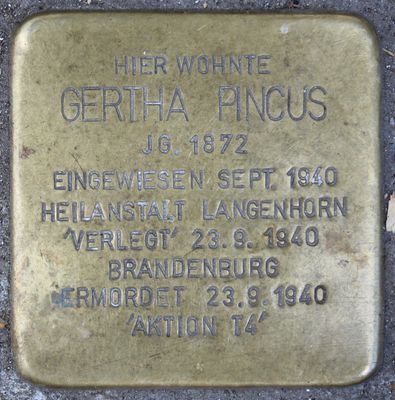 HIER WOHNTE
GERTHA PINCUS
JG. 1872
EINGEWIESEN SEPT. 1940
HEILANSTALT LANGENHORN
'VERLEGT' 23.9.1940
BRANDENBURG
ERMORDET 23.9.1940
'AKTION T4'